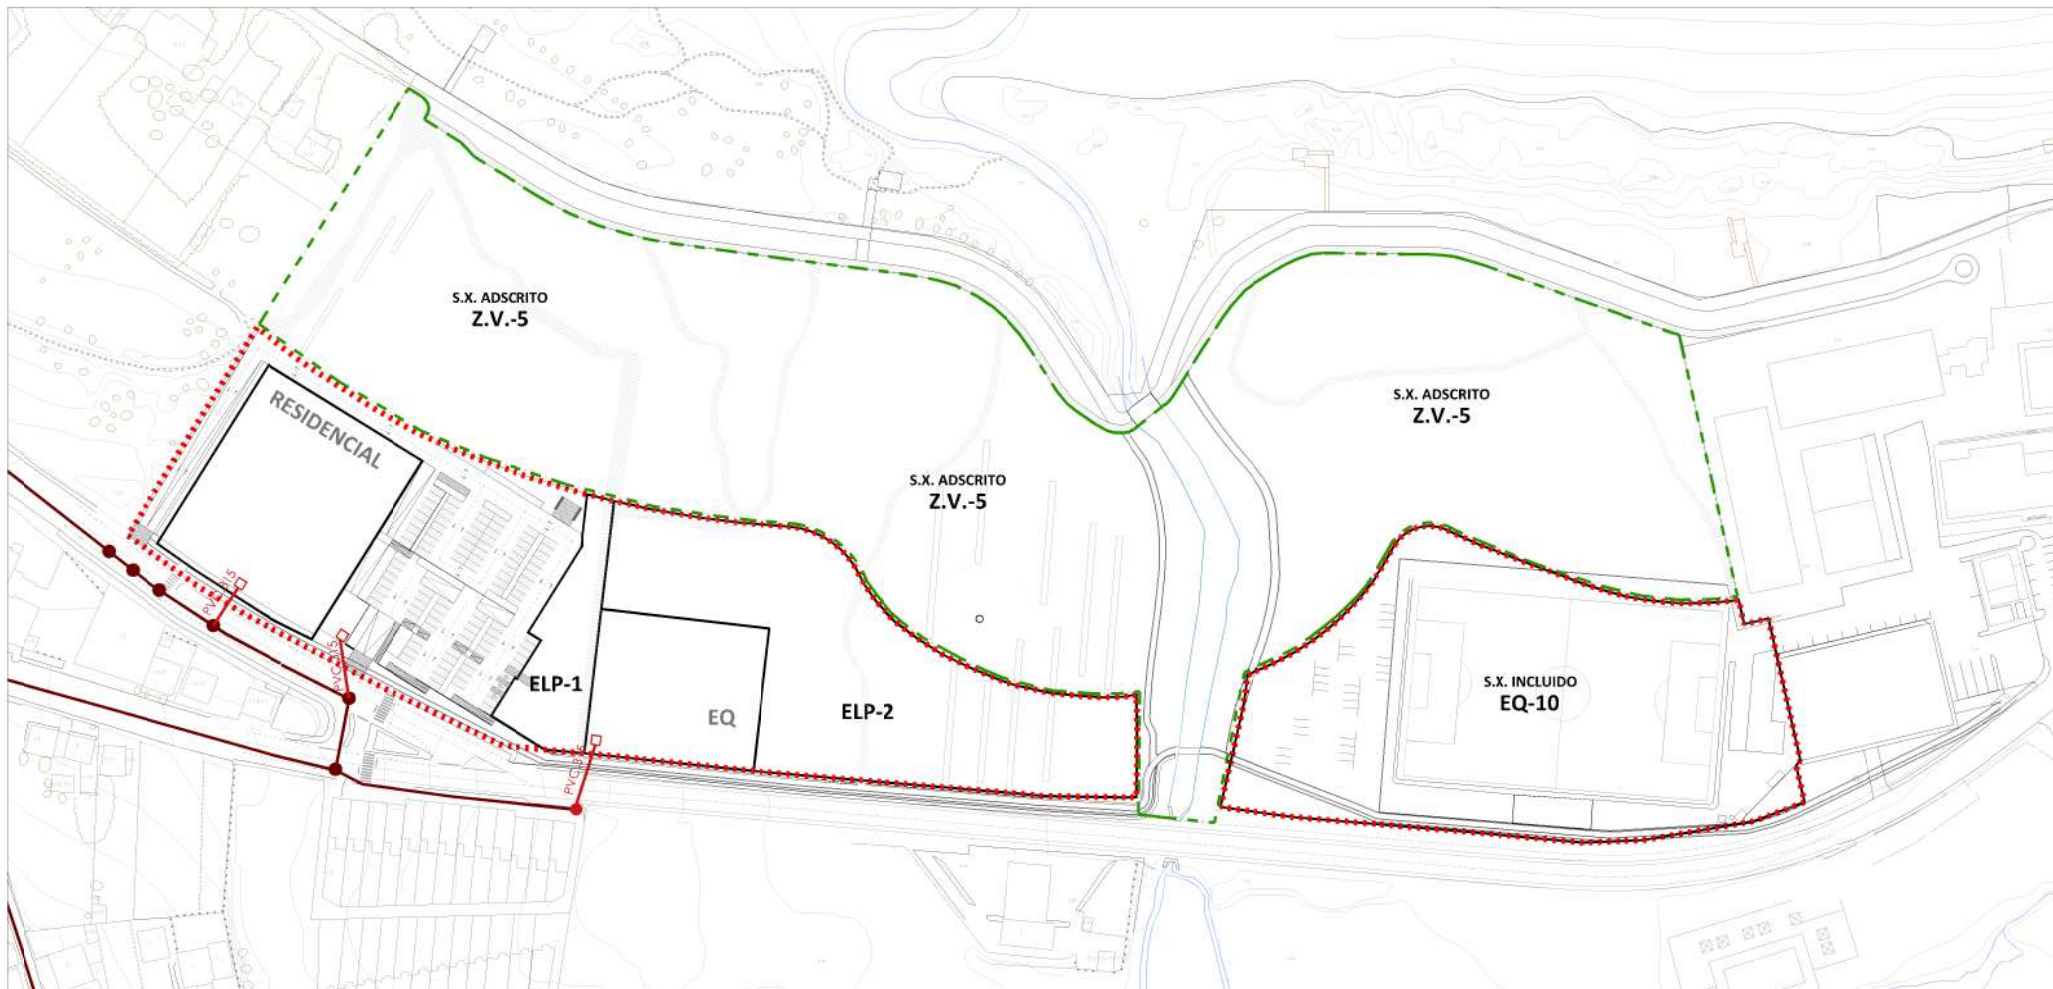 S.X. ADSCRITO
Z.V.-5
S.X. ADSCRITO
Z.V.-5
RESIDENCIAL
S.X. ADSCRITO
Z.V.-5
ELP-1
EQ
ELP-2
S.X. INCLUIDO
EQ-10